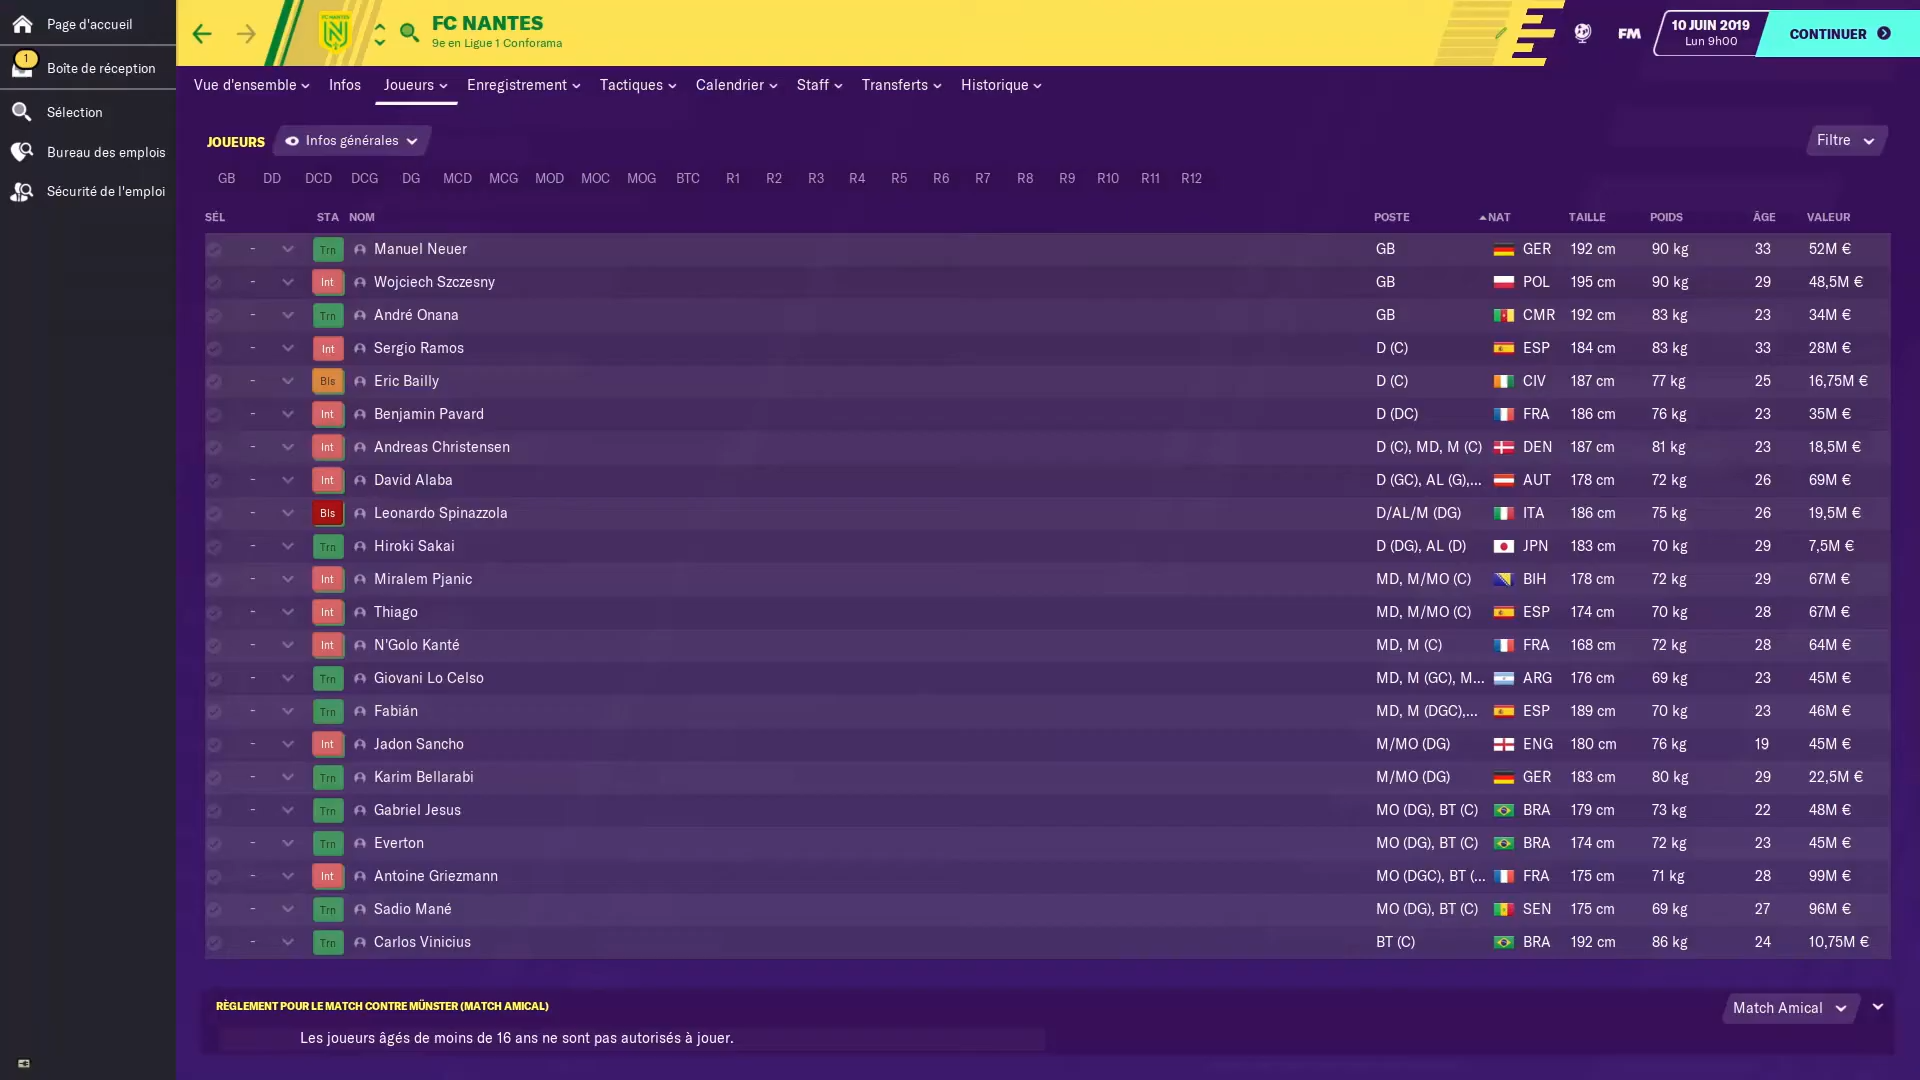 Page d'accueil
1
Boîte de réception
Sélection
Bureau des emplois
Sécurité de l'emploi
FC NANTES
9e en Ligue 1 Conforama
FM
10 JUIN 2019
Lun 9h00
CONTINUER
Vue d'ensemble Infos Joueurs Enregistrement Tactiques Calendrier Staff Transferts Historique
JOUEURS Infos générales Filtre
GB DD DCD DCG DG MCD MCG MOD MOC MOG BTC R1 R2 R3 R4 R5 R6 R7 R8 R9 R10 R11 R12
SÉL STA NOM POSTE NAT TAILLE POIDS ÂGE VALEUR
- Trn Manuel Neuer GB GER 192 cm 90 kg 33 52M €
- Int Wojciech Szczesny GB POL 195 cm 90 kg 29 48,5M €
- Trn André Onana GB CMR 192 cm 83 kg 23 34M €
- Int Sergio Ramos D (C) ESP 184 cm 83 kg 33 28M €
- Bls Eric Bailly D (C) CIV 187 cm 77 kg 25 16,75M €
- Int Benjamin Pavard D (DC) FRA 186 cm 76 kg 23 35M €
- Int Andreas Christensen D (C), MD, M (C) DEN 187 cm 81 kg 23 18,5M €
- Int David Alaba D (GC), AL (G),... AUT 178 cm 72 kg 26 69M €
- Bls Leonardo Spinazzola D/AL/M (DG) ITA 186 cm 75 kg 26 19,5M €
- Trn Hiroki Sakai D (DG), AL (D) JPN 183 cm 70 kg 29 7,5M €
- Int Miralem Pjanic MD, M/MO (C) BIH 178 cm 72 kg 29 67M €
- Int Thiago MD, M/MO (C) ESP 174 cm 70 kg 28 67M €
- Int N'Golo Kanté MD, M (C) FRA 168 cm 72 kg 28 64M €
- Trn Giovani Lo Celso MD, M (GC), M... ARG 176 cm 69 kg 23 45M €
- Trn Fabián MD, M (DGC),... ESP 189 cm 70 kg 23 46M €
- Int Jadon Sancho M/MO (DG) ENG 180 cm 76 kg 19 45M €
- Trn Karim Bellarabi M/MO (DG) GER 183 cm 80 kg 29 22,5M €
- Trn Gabriel Jesus MO (DG), BT (C) BRA 179 cm 73 kg 22 48M €
- Trn Everton MO (DG), BT (C) BRA 174 cm 72 kg 23 45M €
- Int Antoine Griezmann MO (DGC), BT (... FRA 175 cm 71 kg 28 99M €
- Trn Sadio Mané MO (DG), BT (C) SEN 175 cm 69 kg 27 96M €
- Trn Carlos Vinicius BT (C) BRA 192 cm 86 kg 24 10,75M €
RÈGLEMENT POUR LE MATCH CONTRE MÜNSTER (MATCH AMICAL) Match Amical
Les joueurs âgés de moins de 16 ans ne sont pas autorisés à jouer.